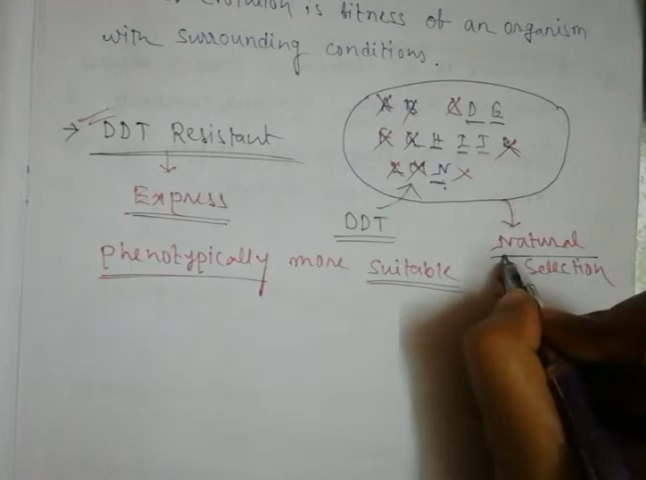 is fitness of an organism
with surrounding conditions.
→ DDT Resistant
Express
Phenotypically more suitable
D E
H I J
N
DDT
Natural
Selection